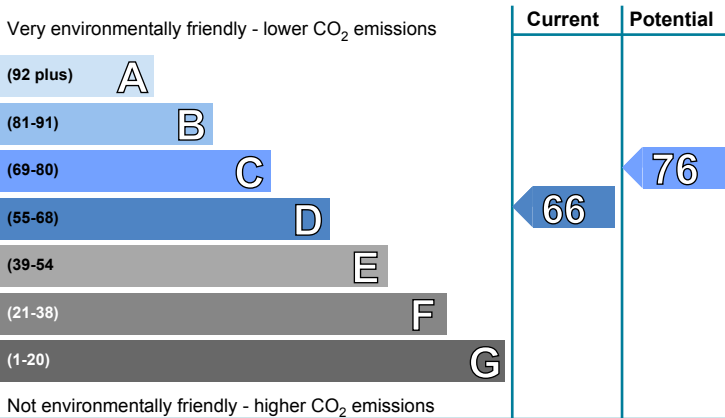 Very environmentally friendly - lower CO2 emissions
Current
Potential
(92 plus) A
(81-91) B
(69-80) C
(55-68) D
(39-54 E
(21-38) F
(1-20) G
76
66
Not environmentally friendly - higher CO2 emissions